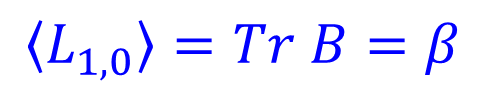 ⟨L₁,₀⟩ = Tr B = β